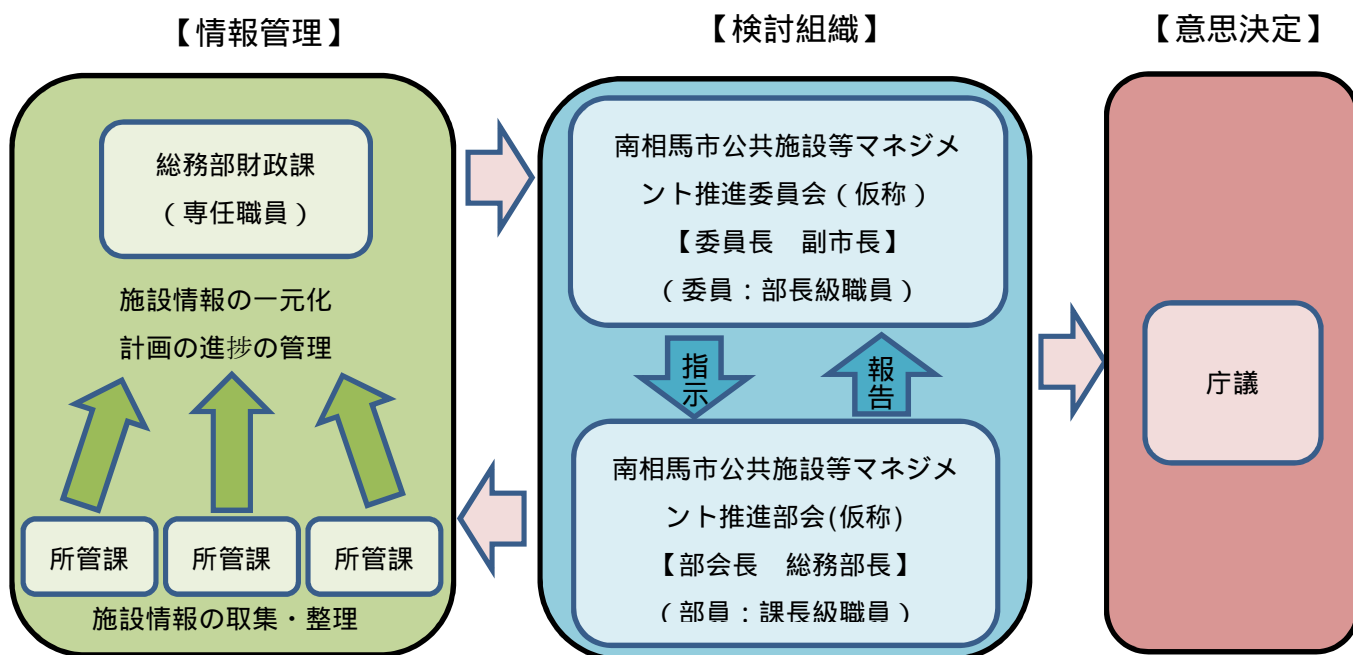 【情報管理】
総務部財政課
(専任職員)
施設情報の一元化
計画の進捗の管理
所管課
所管課
所管課
施設情報の取集・整理
【検討組織】
南相馬市公共施設等マネジメ
ント推進委員会(仮称)
【委員長　副市長】
(委員:部長級職員)
指示
報告
南相馬市公共施設等マネジメ
ント推進部会(仮称)
【部会長　総務部長】
(部員:課長級職員)
【意思決定】
庁議